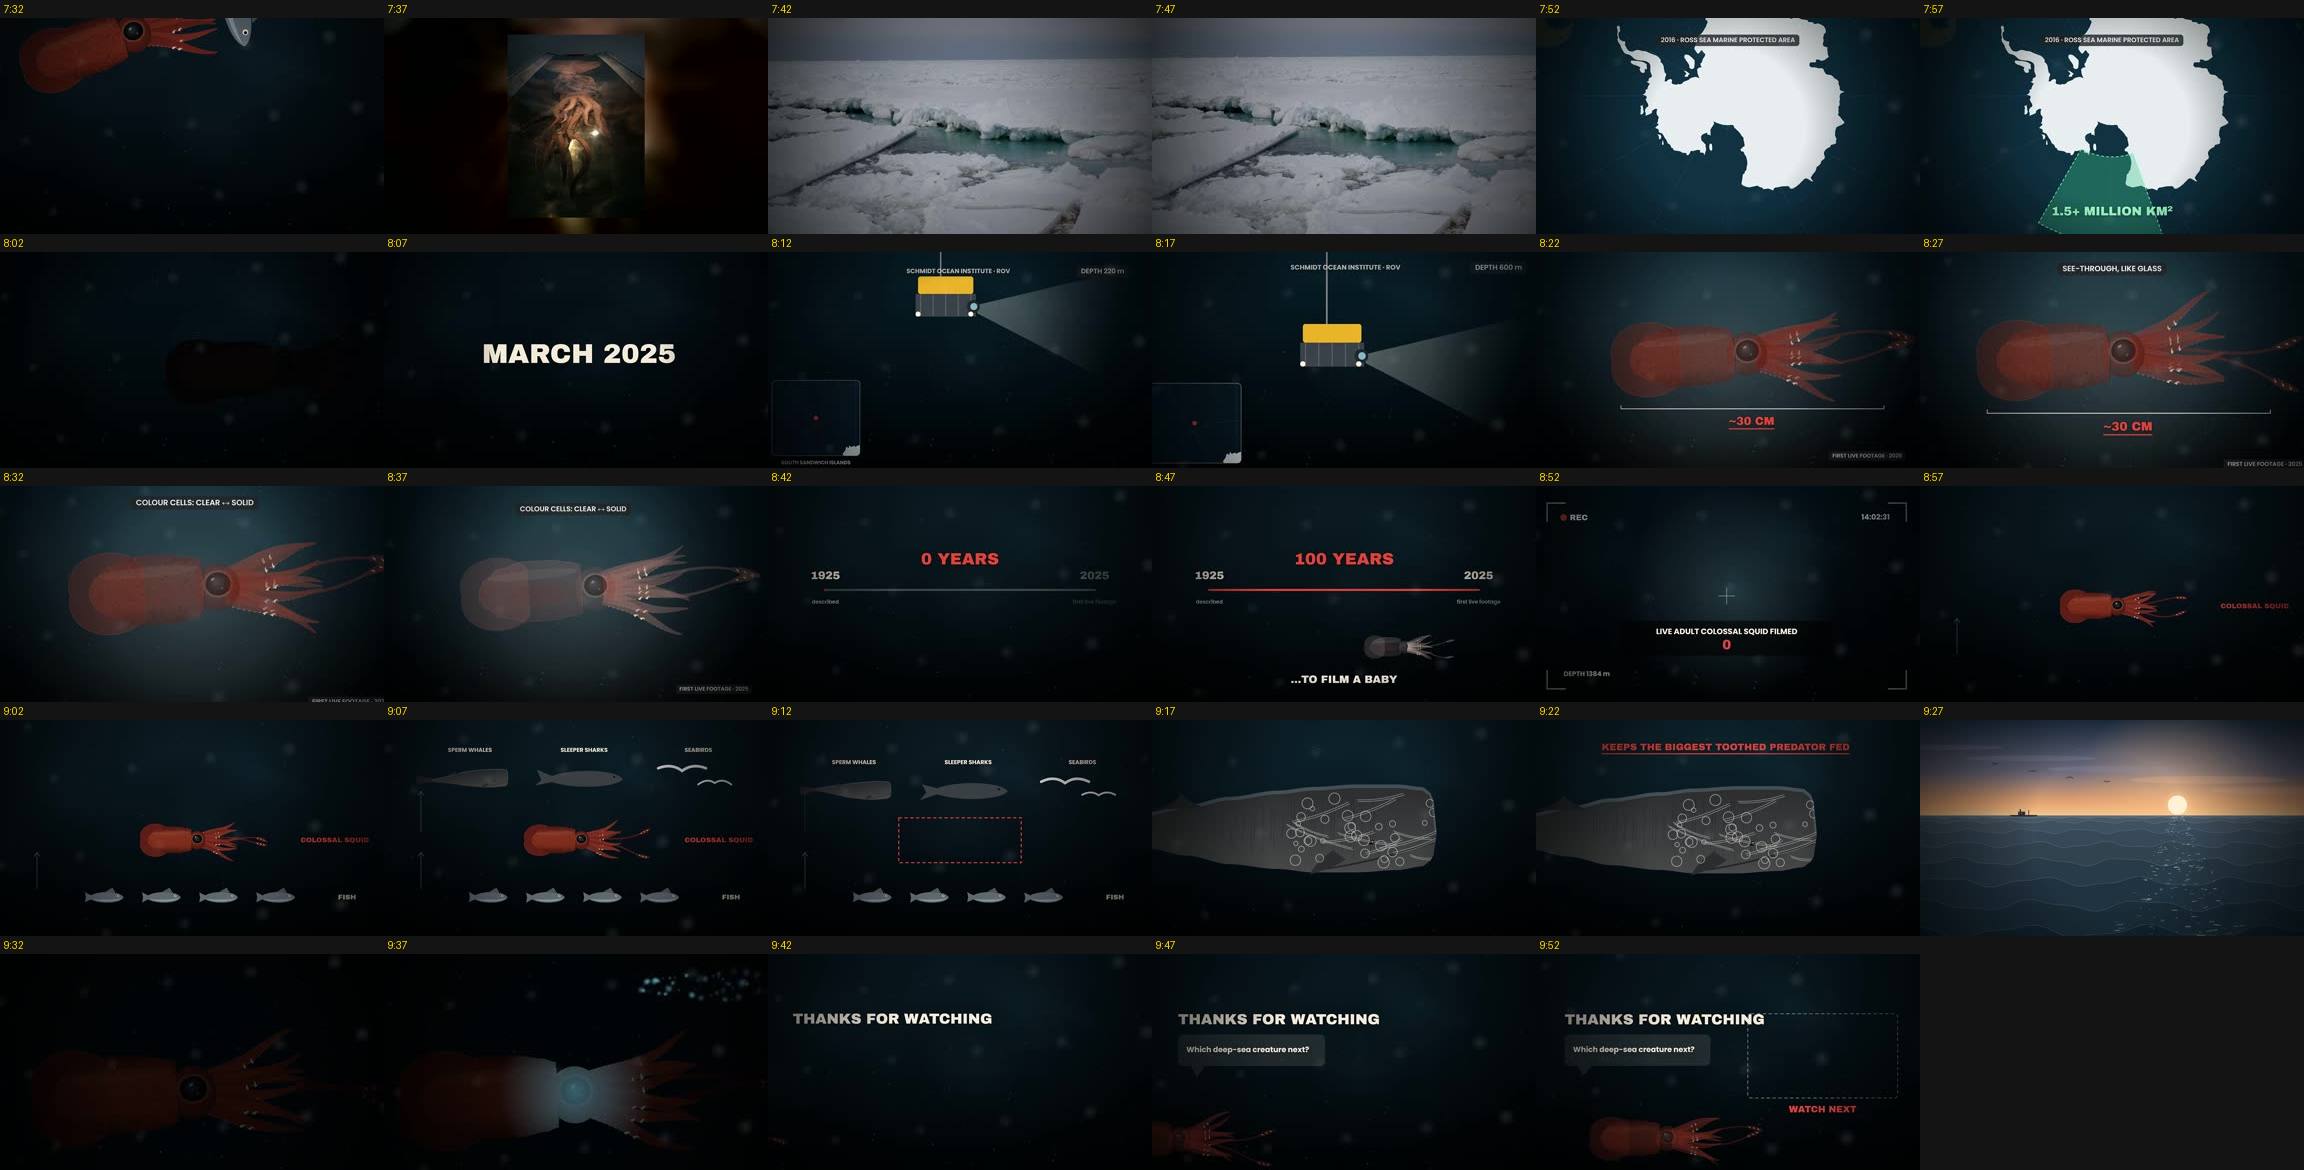 7:32
7:37
7:42
7:47
7:52
2016 · ROSS SEA MARINE PROTECTED AREA
7:57
2016 · ROSS SEA MARINE PROTECTED AREA
1.5+ MILLION KM²
8:02
8:07
MARCH 2025
8:12
SCHMIDT OCEAN INSTITUTE · ROV
DEPTH 220 m
SOUTH SANDWICH ISLANDS
8:17
SCHMIDT OCEAN INSTITUTE · ROV
DEPTH 600 m
8:22
~30 CM
FIRST LIVE FOOTAGE · 2025
8:27
SEE-THROUGH, LIKE GLASS
~30 CM
FIRST LIVE FOOTAGE · 2025
8:32
COLOUR CELLS: CLEAR ↔ SOLID
FIRST LIVE FOOTAGE · 202
8:37
COLOUR CELLS: CLEAR ↔ SOLID
FIRST LIVE FOOTAGE · 2025
8:42
0 YEARS
1925
2025
described
first live footage
8:47
100 YEARS
1925
2025
described
first live footage
...TO FILM A BABY
8:52
REC
14:02:31
LIVE ADULT COLOSSAL SQUID FILMED
0
DEPTH 1384 m
8:57
COLOSSAL SQUID
9:02
COLOSSAL SQUID
FISH
9:07
SPERM WHALES
SLEEPER SHARKS
SEABIRDS
COLOSSAL SQUID
FISH
9:12
SPERM WHALES
SLEEPER SHARKS
SEABIRDS
FISH
9:17
9:22
KEEPS THE BIGGEST TOOTHED PREDATOR FED
9:27
9:32
9:37
9:42
THANKS FOR WATCHING
9:47
THANKS FOR WATCHING
Which deep-sea creature next?
9:52
THANKS FOR WATCHING
Which deep-sea creature next?
WATCH NEXT